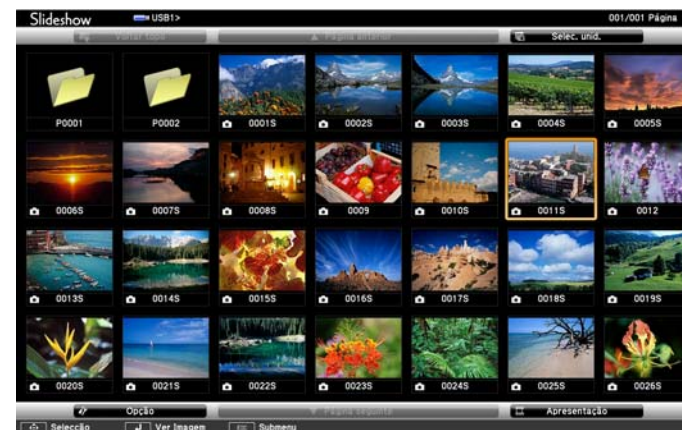 Slideshow USB1> 001/001 Página
Voltar topo Página anterior Selec. unid.
P0001 P0002 0001S 0002S 0003S 0004S 0005S
0006S 0007S 0008S 0009 0010S 0011S 0012
0013S 0014S 0015S 0016S 0017S 0018S 0019S
0020S 0021S 0022S 0023S 0024S 0025S 0026S
Opção Página seguinte Apresentação
Selecção Ver Imagem Submenu